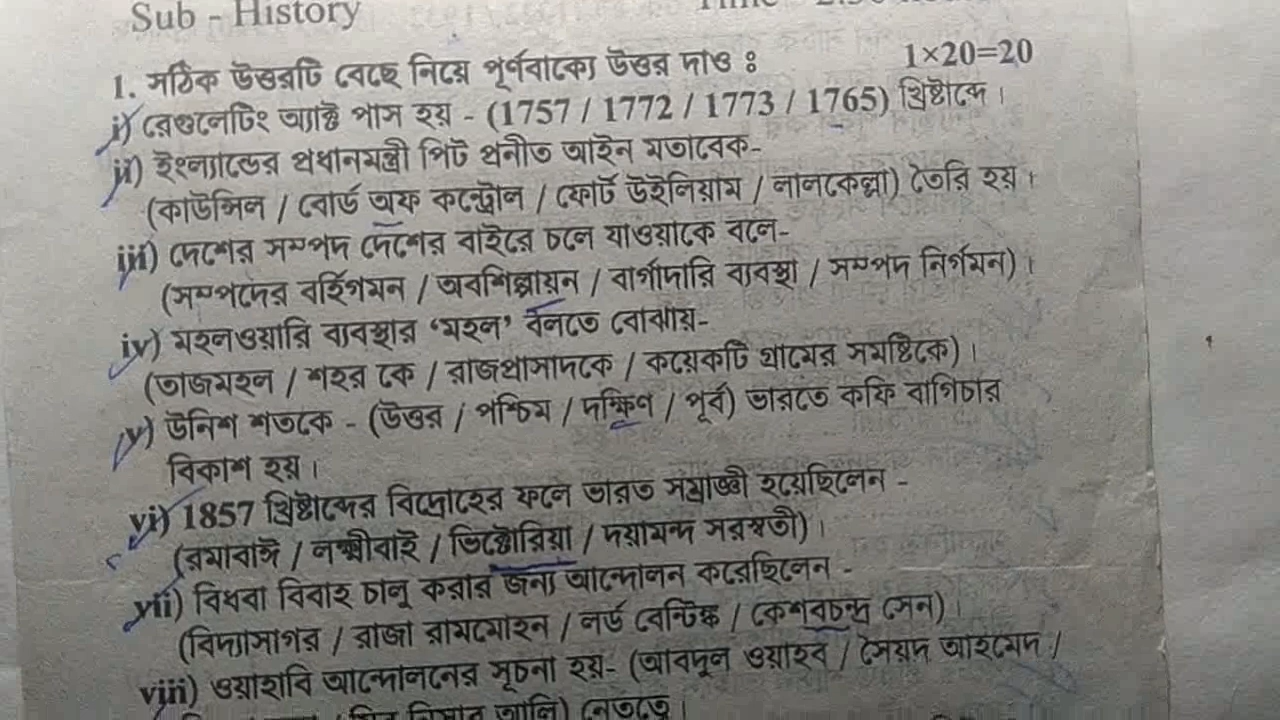 Sub - History
1. সঠিক উত্তরটি বেছে নিয়ে পূর্ণবাক্যে উত্তর দাও ঃ 1×20=20
i) রেগুলেটিং অ্যাক্ট পাস হয় - (1757 / 1772 / 1773 / 1765) খ্রিষ্টাব্দে।
ii) ইংল্যান্ডের প্রধানমন্ত্রী পিট প্রনীত আইন মতাবেক-
(কাউন্সিল / বোর্ড অফ কন্ট্রোল / ফোর্ট উইলিয়াম / লালকেল্লা) তৈরি হয়।
iii) দেশের সম্পদ দেশের বাইরে চলে যাওয়াকে বলে-
(সম্পদের বর্হিগমন / অবশিল্পায়ন / বার্গাদারি ব্যবস্থা / সম্পদ নির্গমন)।
iv) মহলওয়ারি ব্যবস্থার ‘মহল’ বলতে বোঝায়-
(তাজমহল / শহর কে / রাজপ্রাসাদকে / কয়েকটি গ্রামের সমষ্টিকে)।
v) উনিশ শতকে - (উত্তর / পশ্চিম / দক্ষিণ / পূর্ব) ভারতে কফি বাগিচার
বিকাশ হয়।
vi) 1857 খ্রিষ্টাব্দের বিদ্রোহের ফলে ভারত সম্রাজ্ঞী হয়েছিলেন -
(রমাবাঈ / লক্ষ্মীবাই / ভিক্টোরিয়া / দয়ামন্দ সরস্বতী)।
vii) বিধবা বিবাহ চালু করার জন্য আন্দোলন করেছিলেন -
(বিদ্যাসাগর / রাজা রামমোহন / লর্ড বেন্টিঙ্ক / কেশবচন্দ্র সেন)।
viii) ওয়াহাবি আন্দোলনের সূচনা হয়- (আবদুল ওয়াহব / সৈয়দ আহমেদ /
আলি) নেতৃত্বে।